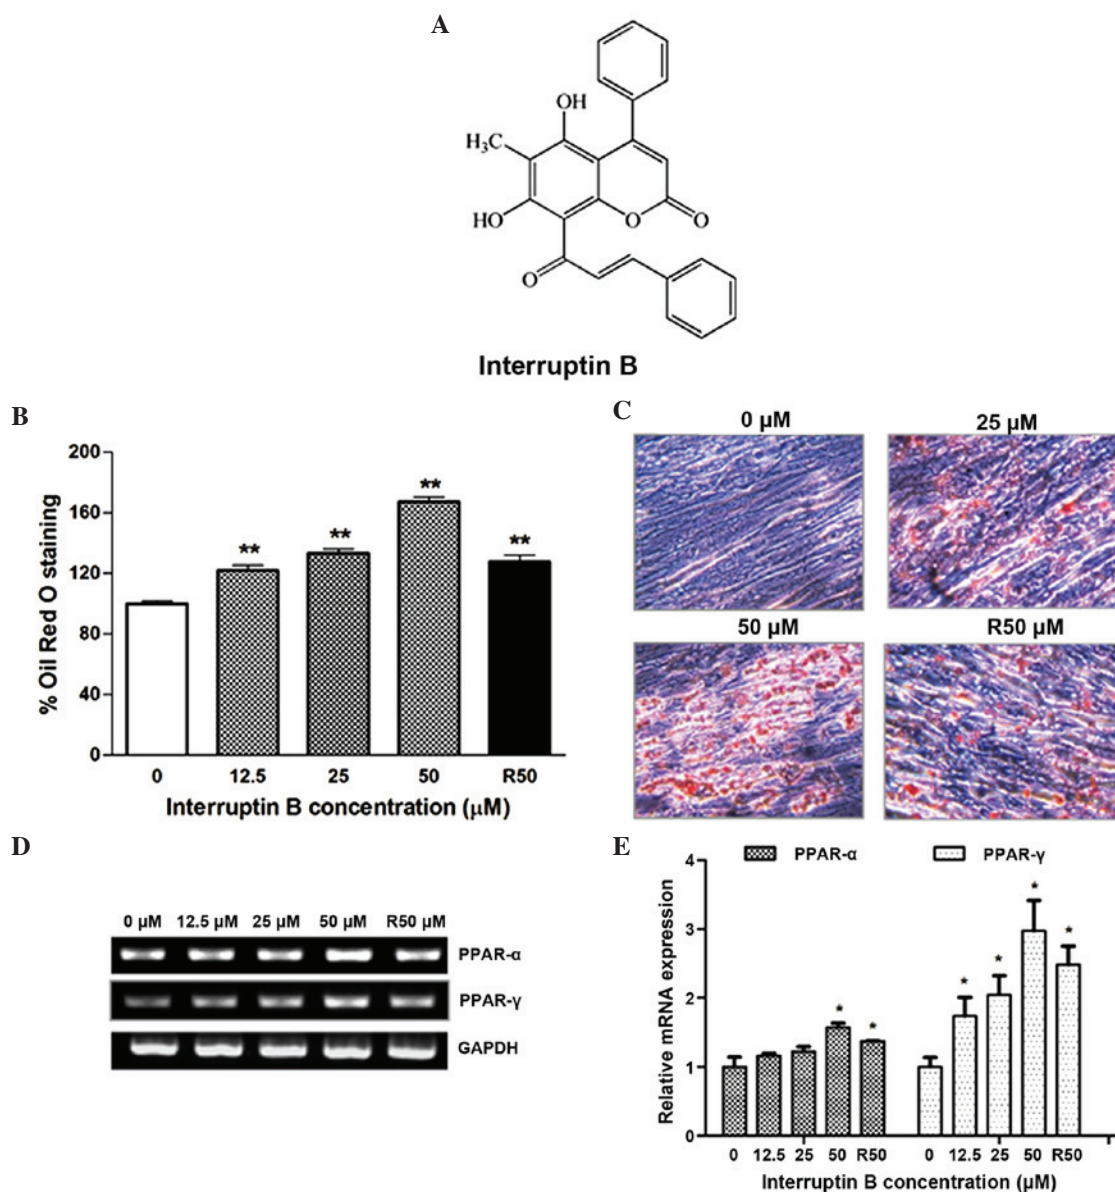 A
OH
H3C
HO
O
O
O
Interruptin B
B
200
160
120
80
40
0
% Oil Red O staining
**
**
**
**
0 12.5 25 50 R50
Interruptin B concentration (µM)
C
0 µM 25 µM
50 µM R50 µM
D
0 µM 12.5 µM 25 µM 50 µM R50 µM
PPAR-α
PPAR-γ
GAPDH
E
PPAR-α PPAR-γ
4
3
2
1
0
Relative mRNA expression
* *
* * * *
0 12.5 25 50 R50 0 12.5 25 50 R50
Interruptin B concentration (µM)